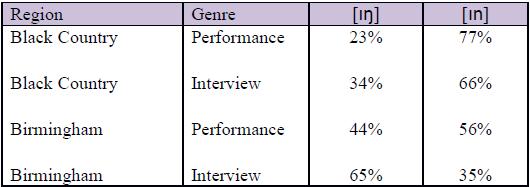 Region Genre [ɪŋ] [ɪn]
Black Country Performance 23% 77%
Black Country Interview 34% 66%
Birmingham Performance 44% 56%
Birmingham Interview 65% 35%